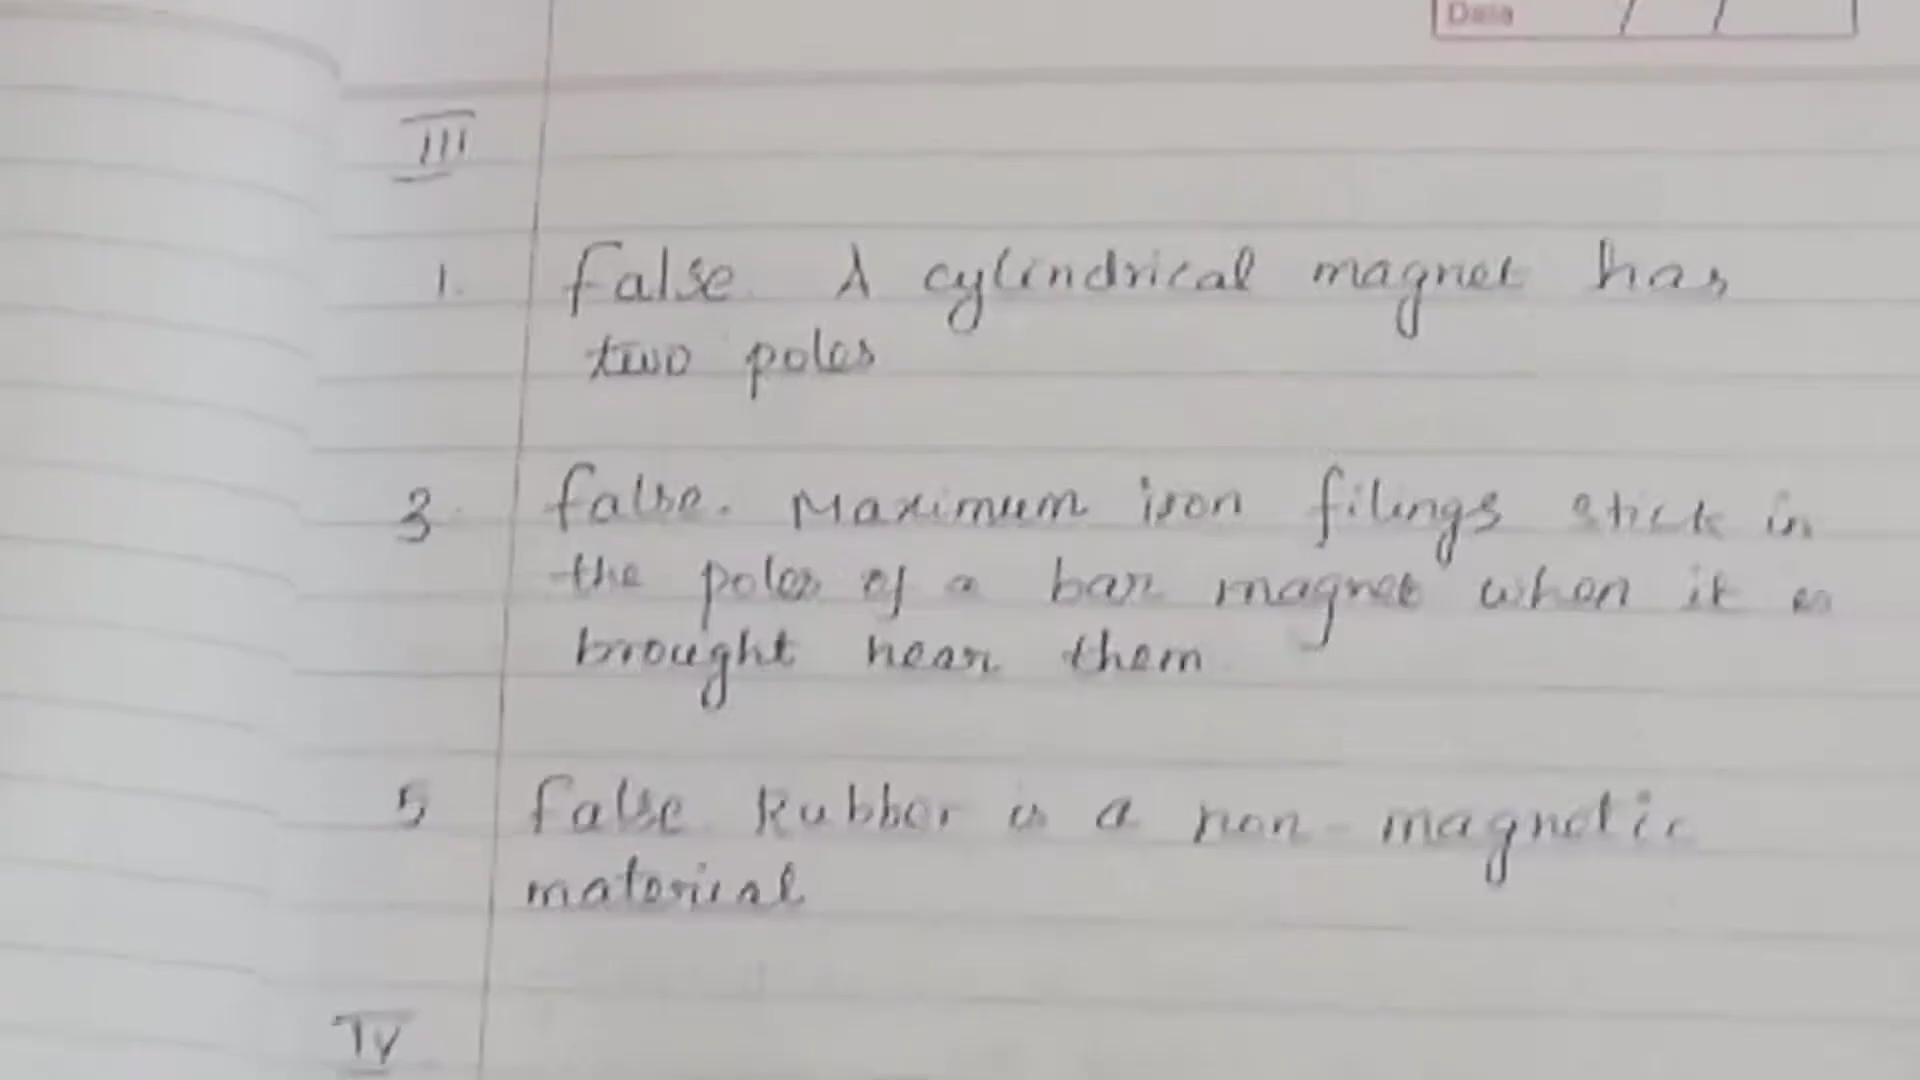 Data / /
III
1. false. A cylindrical magnet has
two poles
3. false. Maximum iron filings stick in
the poles of a bar magnet when it is
brought near them.
5 false. Rubber is a non-magnetic
material
IV